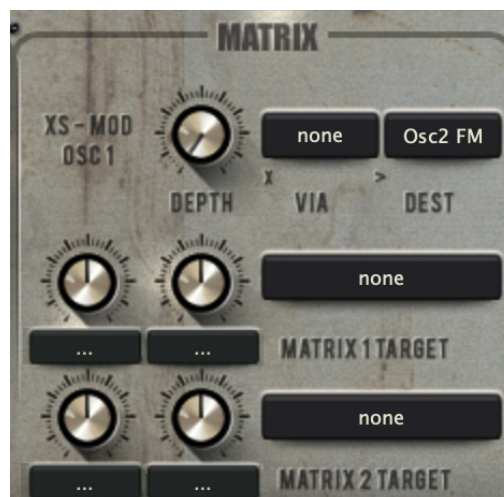 MATRIX
XS-MOD
OSC 1
none
Osc2 FM
x
>
DEPTH
VIA
DEST
none
...
...
MATRIX 1 TARGET
none
...
...
MATRIX 2 TARGET